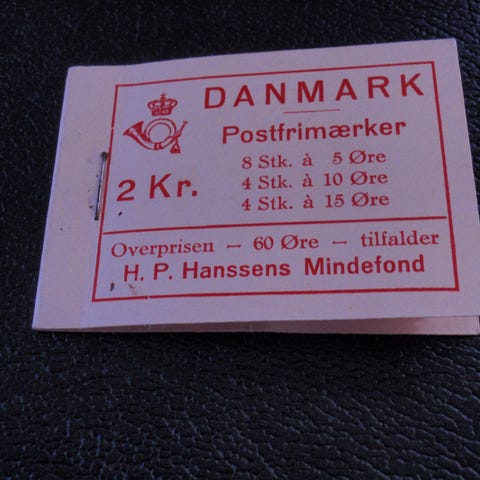 DANMARK
Postfrimærker
2 Kr.
8 Stk. à 5 Øre
4 Stk. à 10 Øre
4 Stk. à 15 Øre
Overprisen – 60 Øre – tilfalder
H. P. Hanssens Mindefond